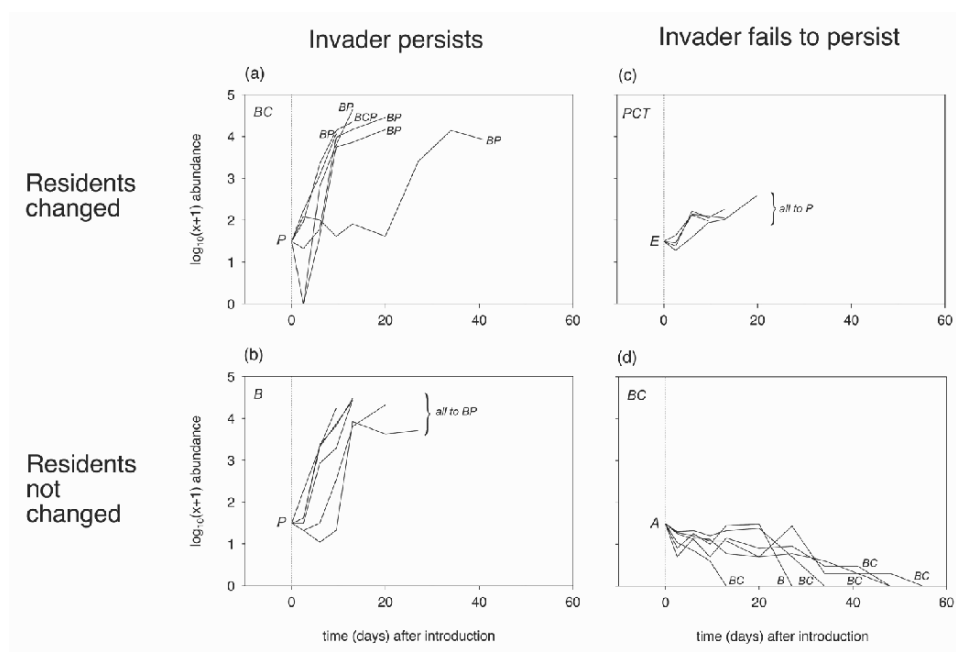 Invader persists
Invader fails to persist
Residents
changed
Residents
not
changed
(a)
BC
P
BP
BCP
BP
BP
BP
BP
5
4
3
2
1
0
log10(x+1) abundance
0
20
40
60
(c)
PCT
E
all to P
0
20
40
60
(b)
B
P
all to BP
5
4
3
2
1
0
log10(x+1) abundance
0
20
40
60
time (days) after introduction
(d)
BC
A
BC
B
BC
BC
BC
BC
0
20
40
60
time (days) after introduction